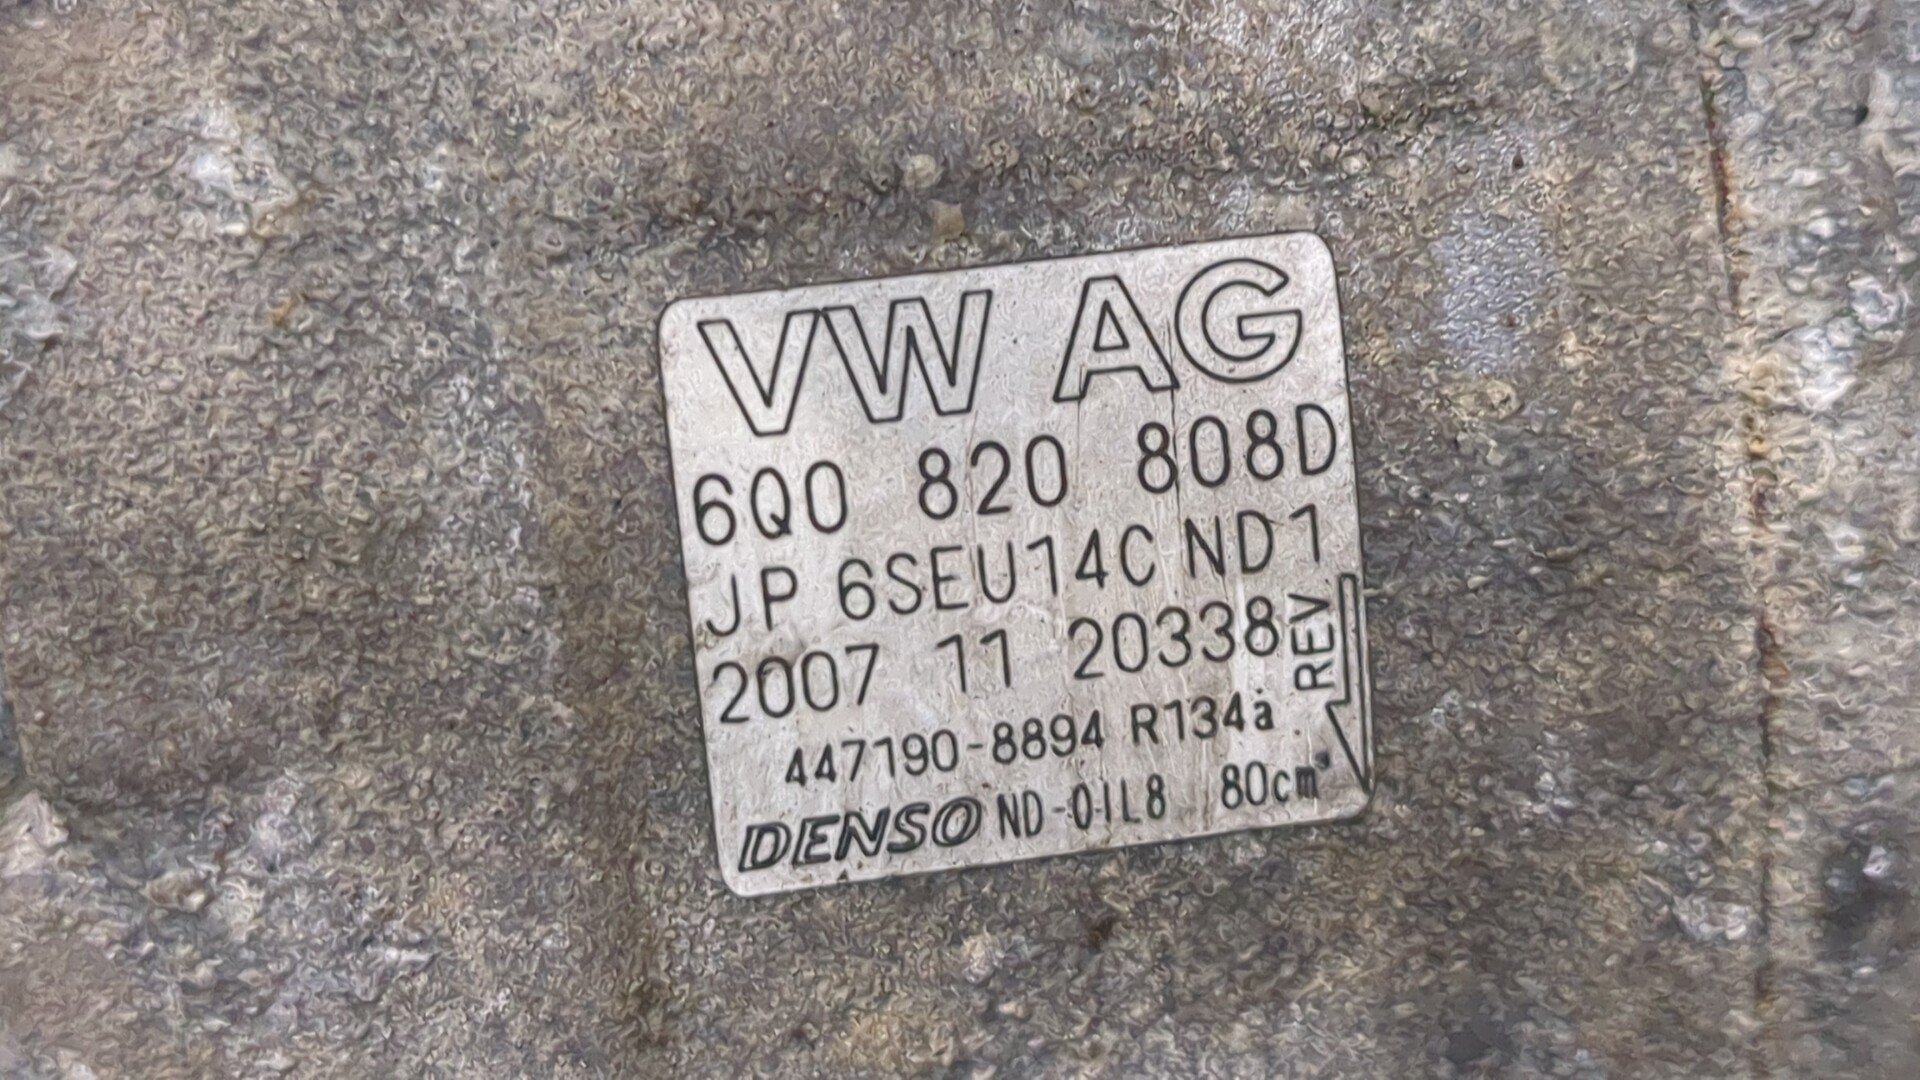 VW AG
6Q0 820 808D
JP 6SEU14C ND1
2007 11 20338
REV
447190-8894 R134a
DENSO ND-OIL8 80cm³